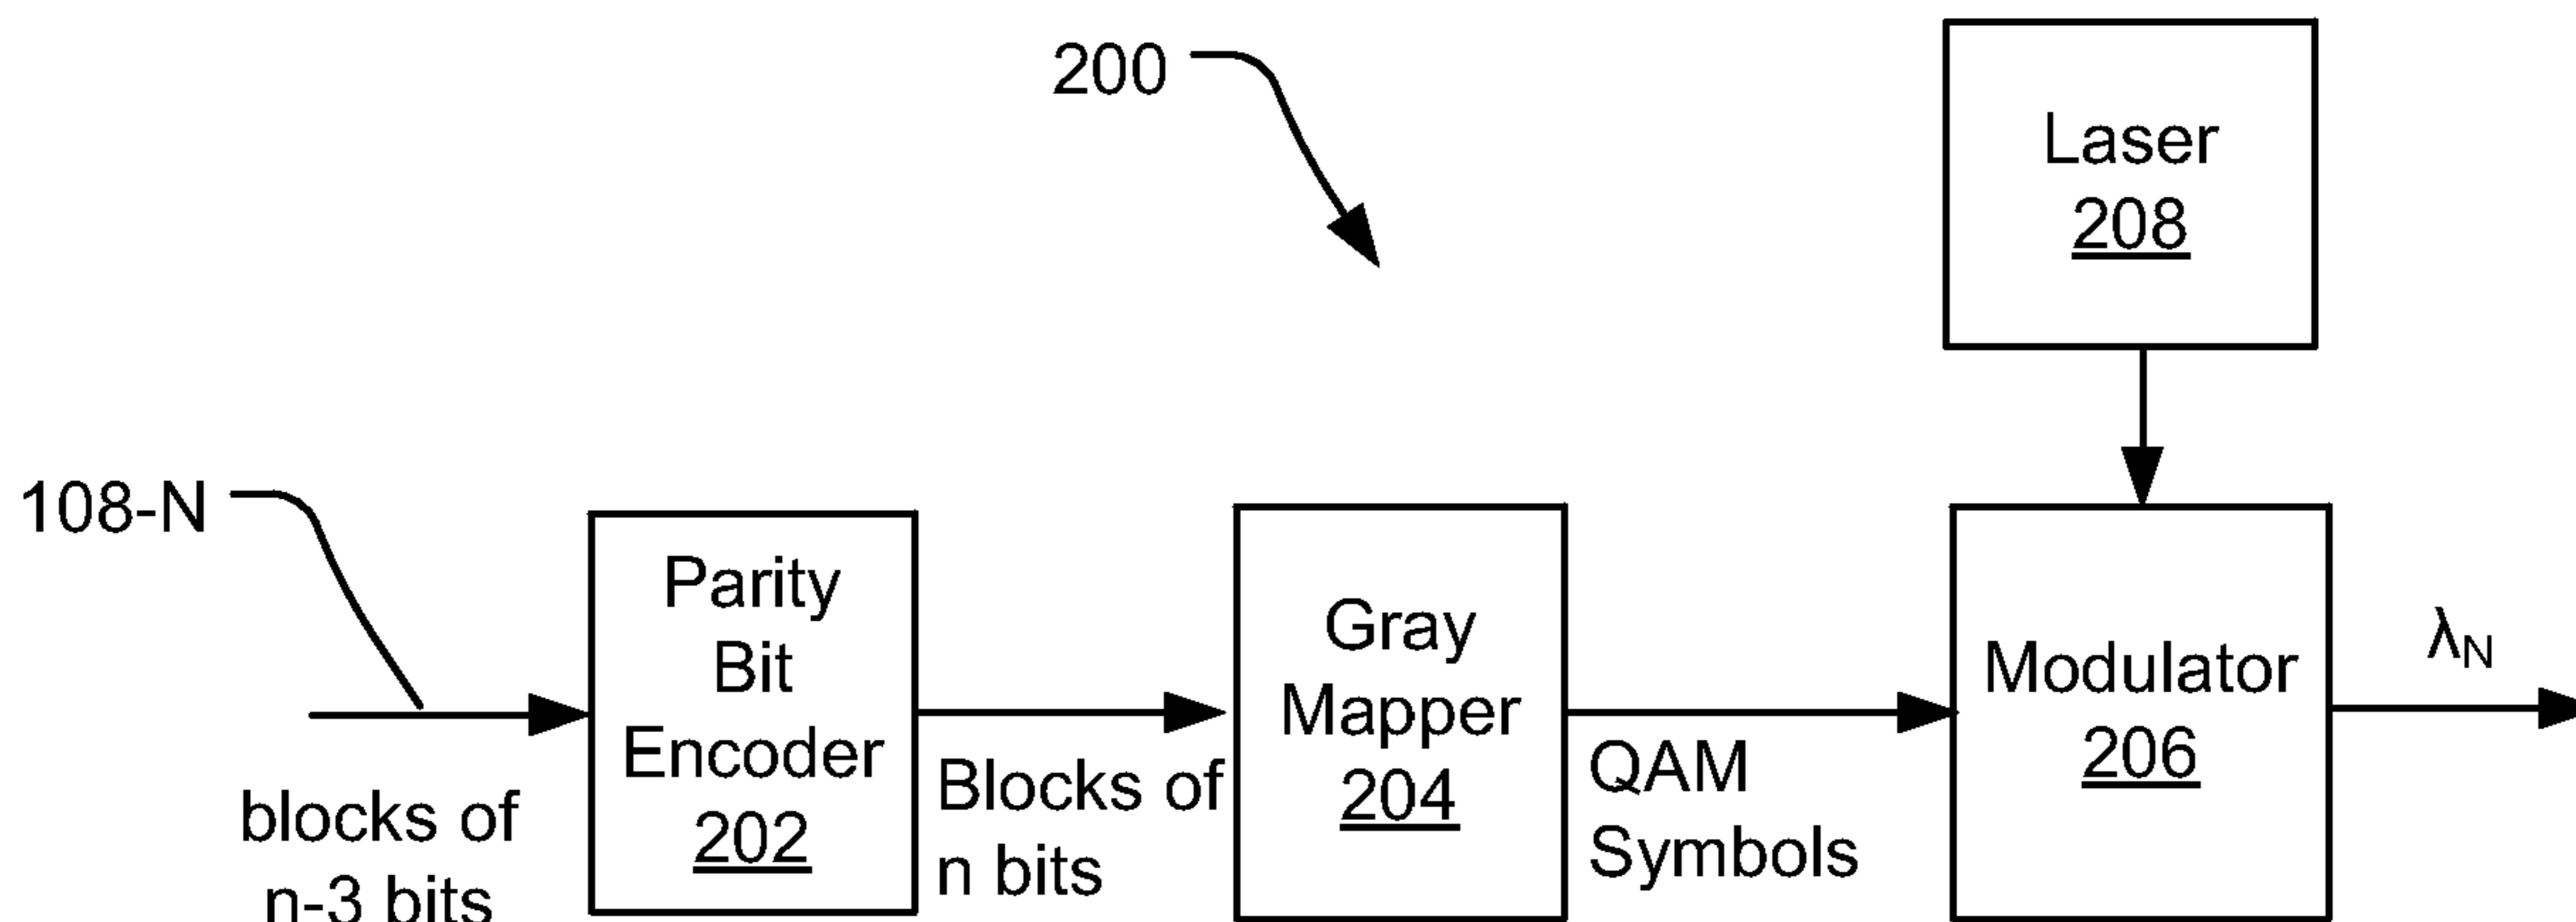 200
Laser
208
108-N
blocks of
n-3 bits
Parity
Bit
Encoder
202
Blocks of
n bits
Gray
Mapper
204
QAM
Symbols
Modulator
206
λN